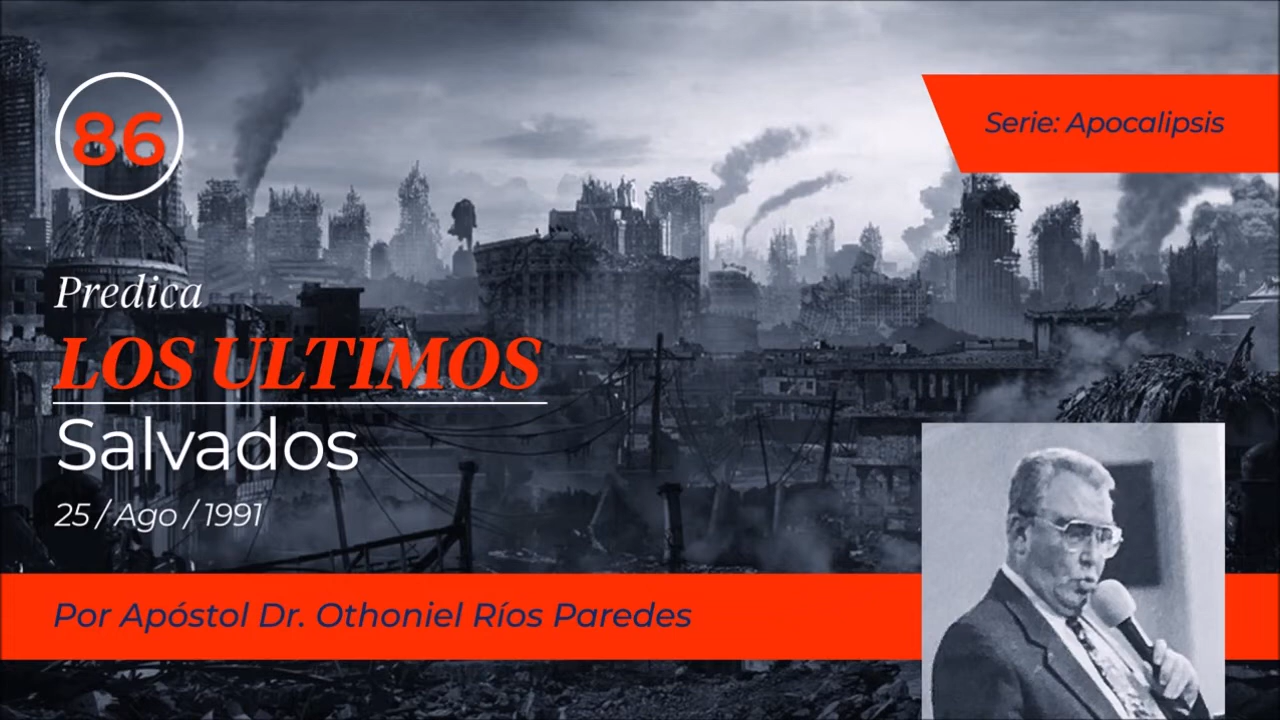 86
Serie: Apocalipsis
Predica
LOS ULTIMOS
Salvados
25 / Ago / 1991
Por Apóstol Dr. Othoniel Ríos Paredes